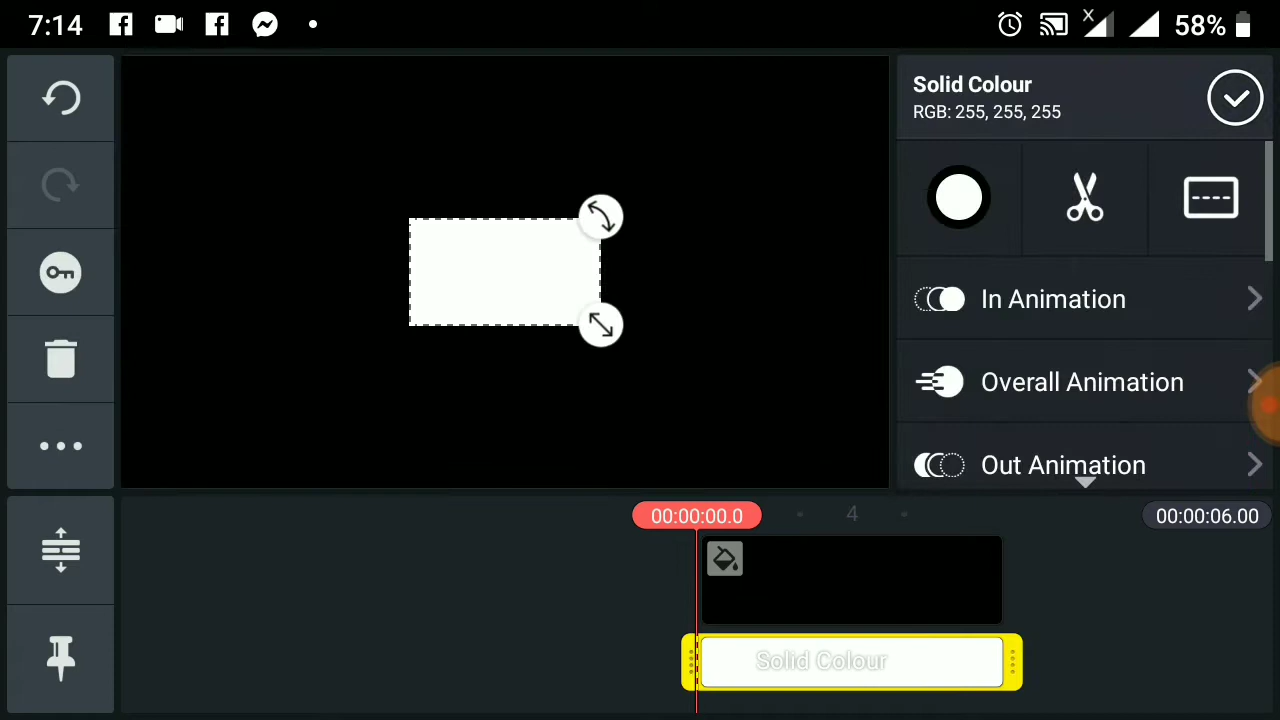 7:14
X
58%
Solid Colour
RGB: 255, 255, 255
In Animation
Overall Animation
Out Animation
00:00:00.0
4
00:00:06.00
Solid Colour